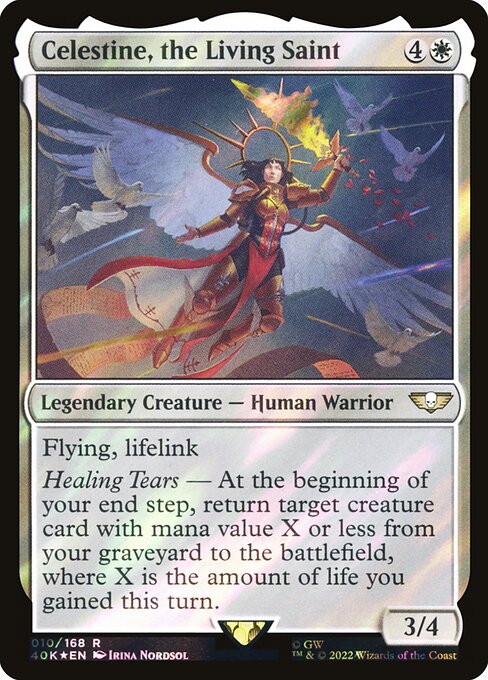 Celestine, the Living Saint 4
Legendary Creature — Human Warrior
Flying, lifelink
Healing Tears — At the beginning of
your end step, return target creature
card with mana value X or less from
your graveyard to the battlefield,
where X is the amount of life you
gained this turn.
3/4
010/168 R
40K★EN Irina Nordsol
© GW
™ & © 2022 Wizards of the Coast